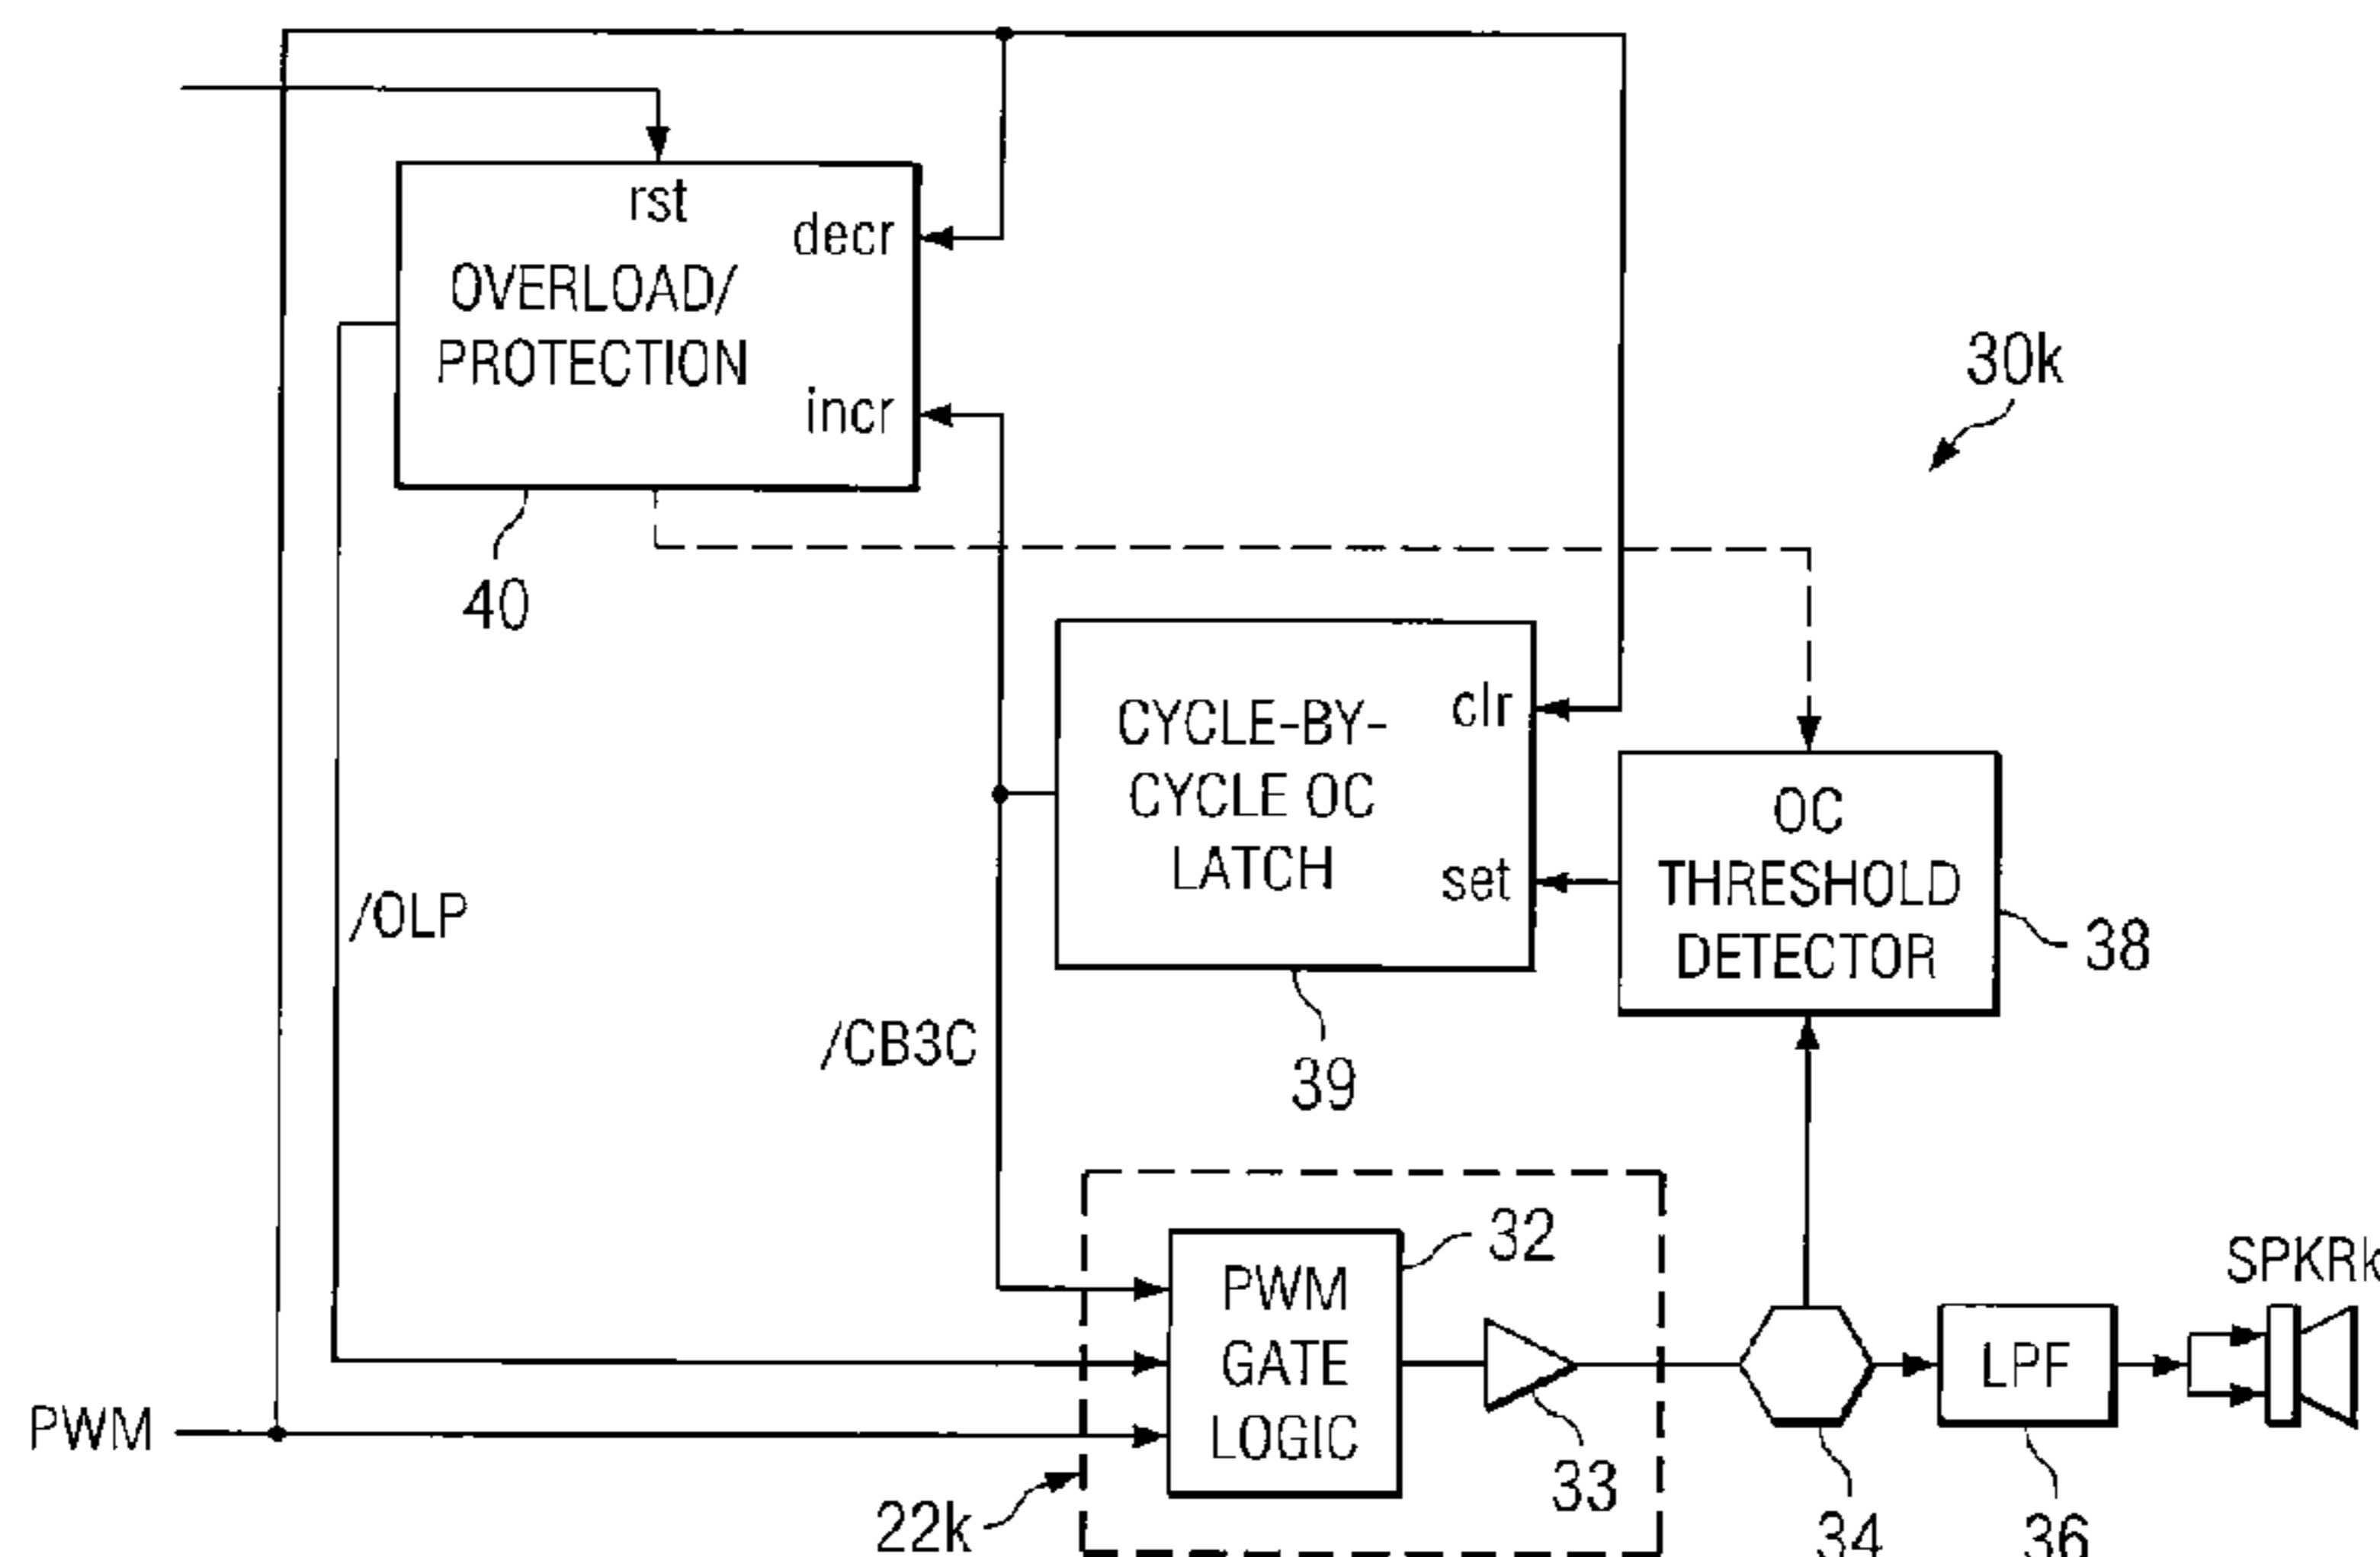 rst
decr
OVERLOAD/
PROTECTION
incr
30k
40
CYCLE-BY-
CYCLE OC
LATCH
clr
set
OC
THRESHOLD
DETECTOR
38
/OLP
/CB3C
39
32
PWM
GATE
LOGIC
33
SPKRk
LPF
PWM
22k
34
36